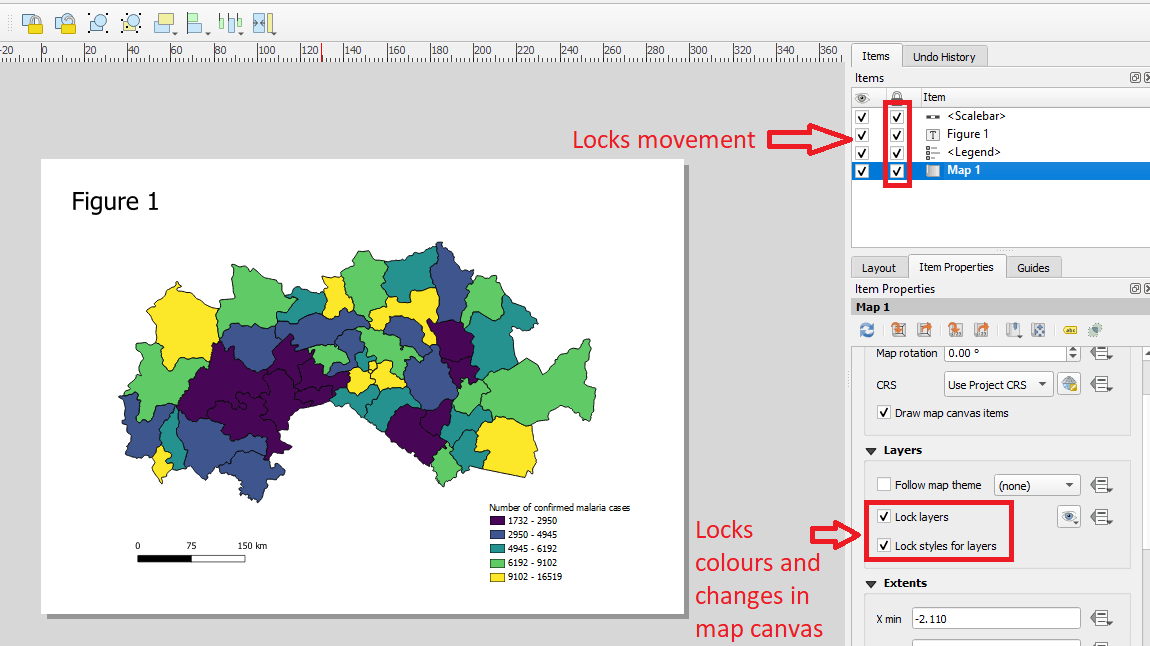 -20 0 20 40 60 80 100 120 140 160 180 200 220 240 260 280 300 320 340 360
Items Undo History
Items
Item
<Scalebar>
T Figure 1
<Legend>
Map 1
Locks movement
Figure 1
Number of confirmed malaria cases
1732 - 2950
2950 - 4945
4945 - 6192
6192 - 9102
9102 - 16519
0 75 150 km
Layout Item Properties Guides
Item Properties
Map 1
abc
Map rotation 0.00 °
CRS Use Project CRS
Draw map canvas items
Layers
Follow map theme (none)
Lock layers
Lock styles for layers
Locks
colours and
changes in
map canvas
Extents
X min -2.110